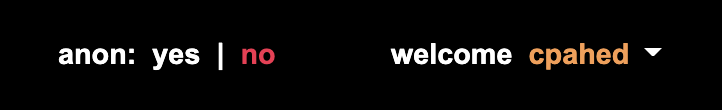 anon: yes | no welcome cpahed